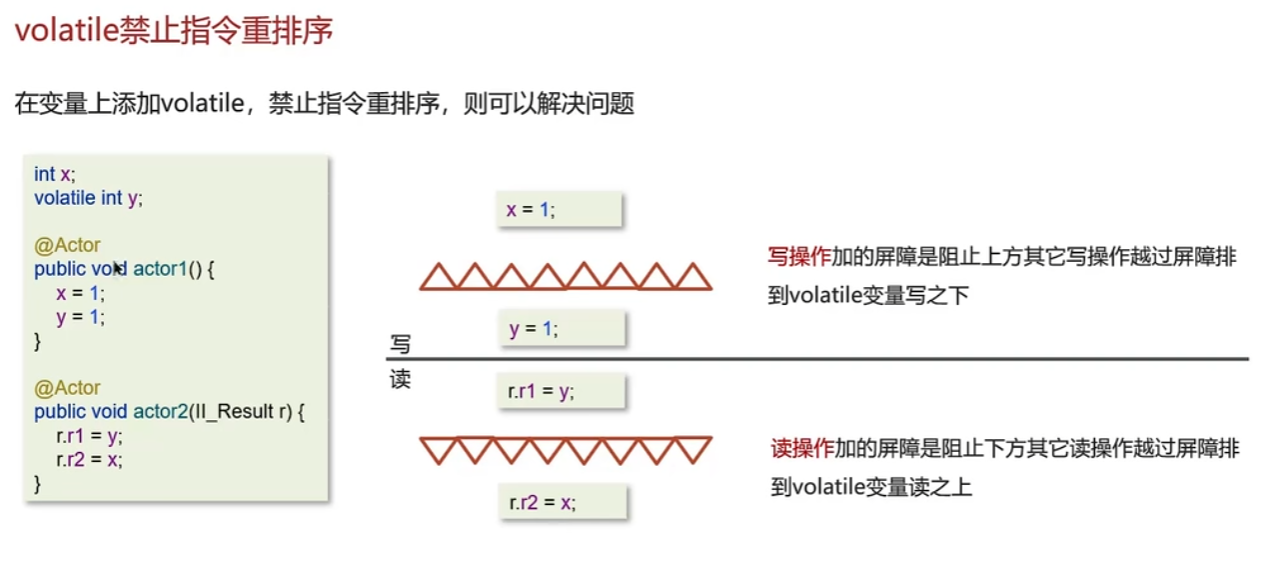 volatile禁止指令重排序
在变量上添加volatile，禁止指令重排序，则可以解决问题
int x;
volatile int y;
@Actor
public void actor1() {
x = 1;
y = 1;
}
@Actor
public void actor2(II_Result r) {
r.r1 = y;
r.r2 = x;
}
x = 1;
写操作加的屏障是阻止上方其它写操作越过屏障排
到volatile变量写之下
y = 1;
写
读
r.r1 = y;
读操作加的屏障是阻止下方其它读操作越过屏障排
到volatile变量读之上
r.r2 = x;